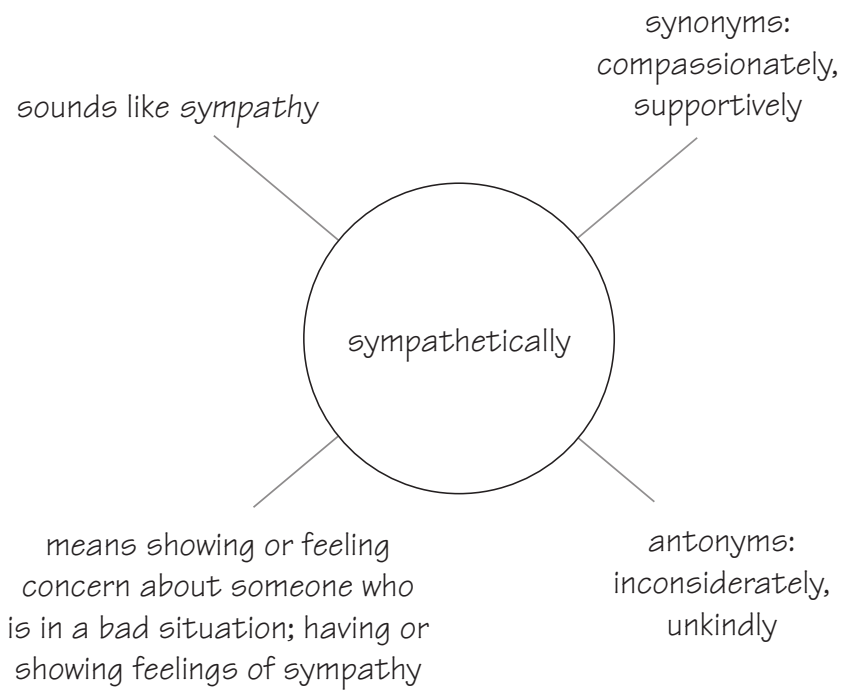 sounds like sympathy
synonyms:
compassionately,
supportively
sympathetically
means showing or feeling
concern about someone who
is in a bad situation; having or
showing feelings of sympathy
antonyms:
inconsiderately,
unkindly